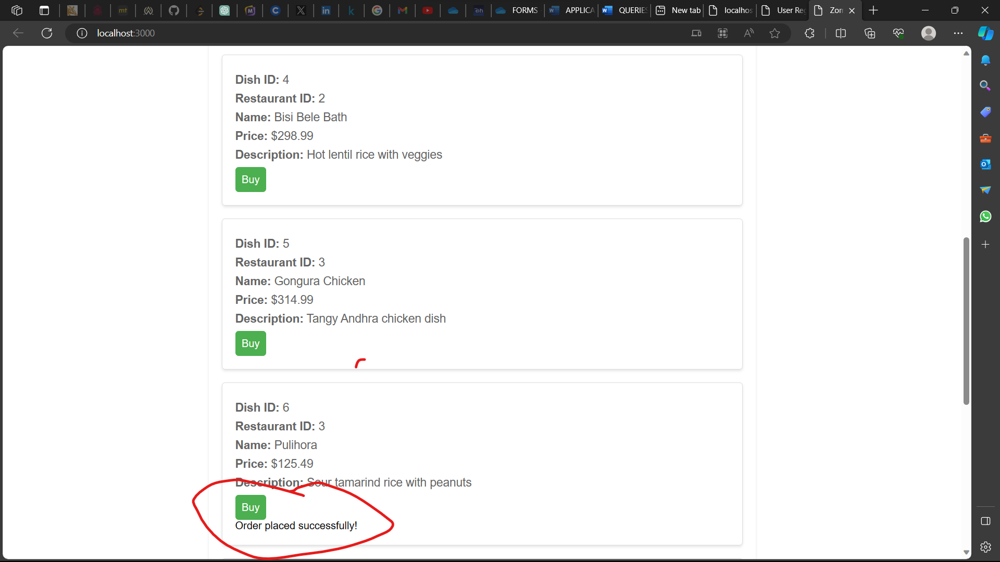 mt
C
X
in
k
G
Dh
FORMS
APPLICA
QUERIES
New tab
localhos
User Re
Zon
localhost:3000
Dish ID: 4
Restaurant ID: 2
Name: Bisi Bele Bath
Price: $298.99
Description: Hot lentil rice with veggies
Buy
Dish ID: 5
Restaurant ID: 3
Name: Gongura Chicken
Price: $314.99
Description: Tangy Andhra chicken dish
Buy
Dish ID: 6
Restaurant ID: 3
Name: Pulihora
Price: $125.49
Description: Sour tamarind rice with peanuts
Buy
Order placed successfully!